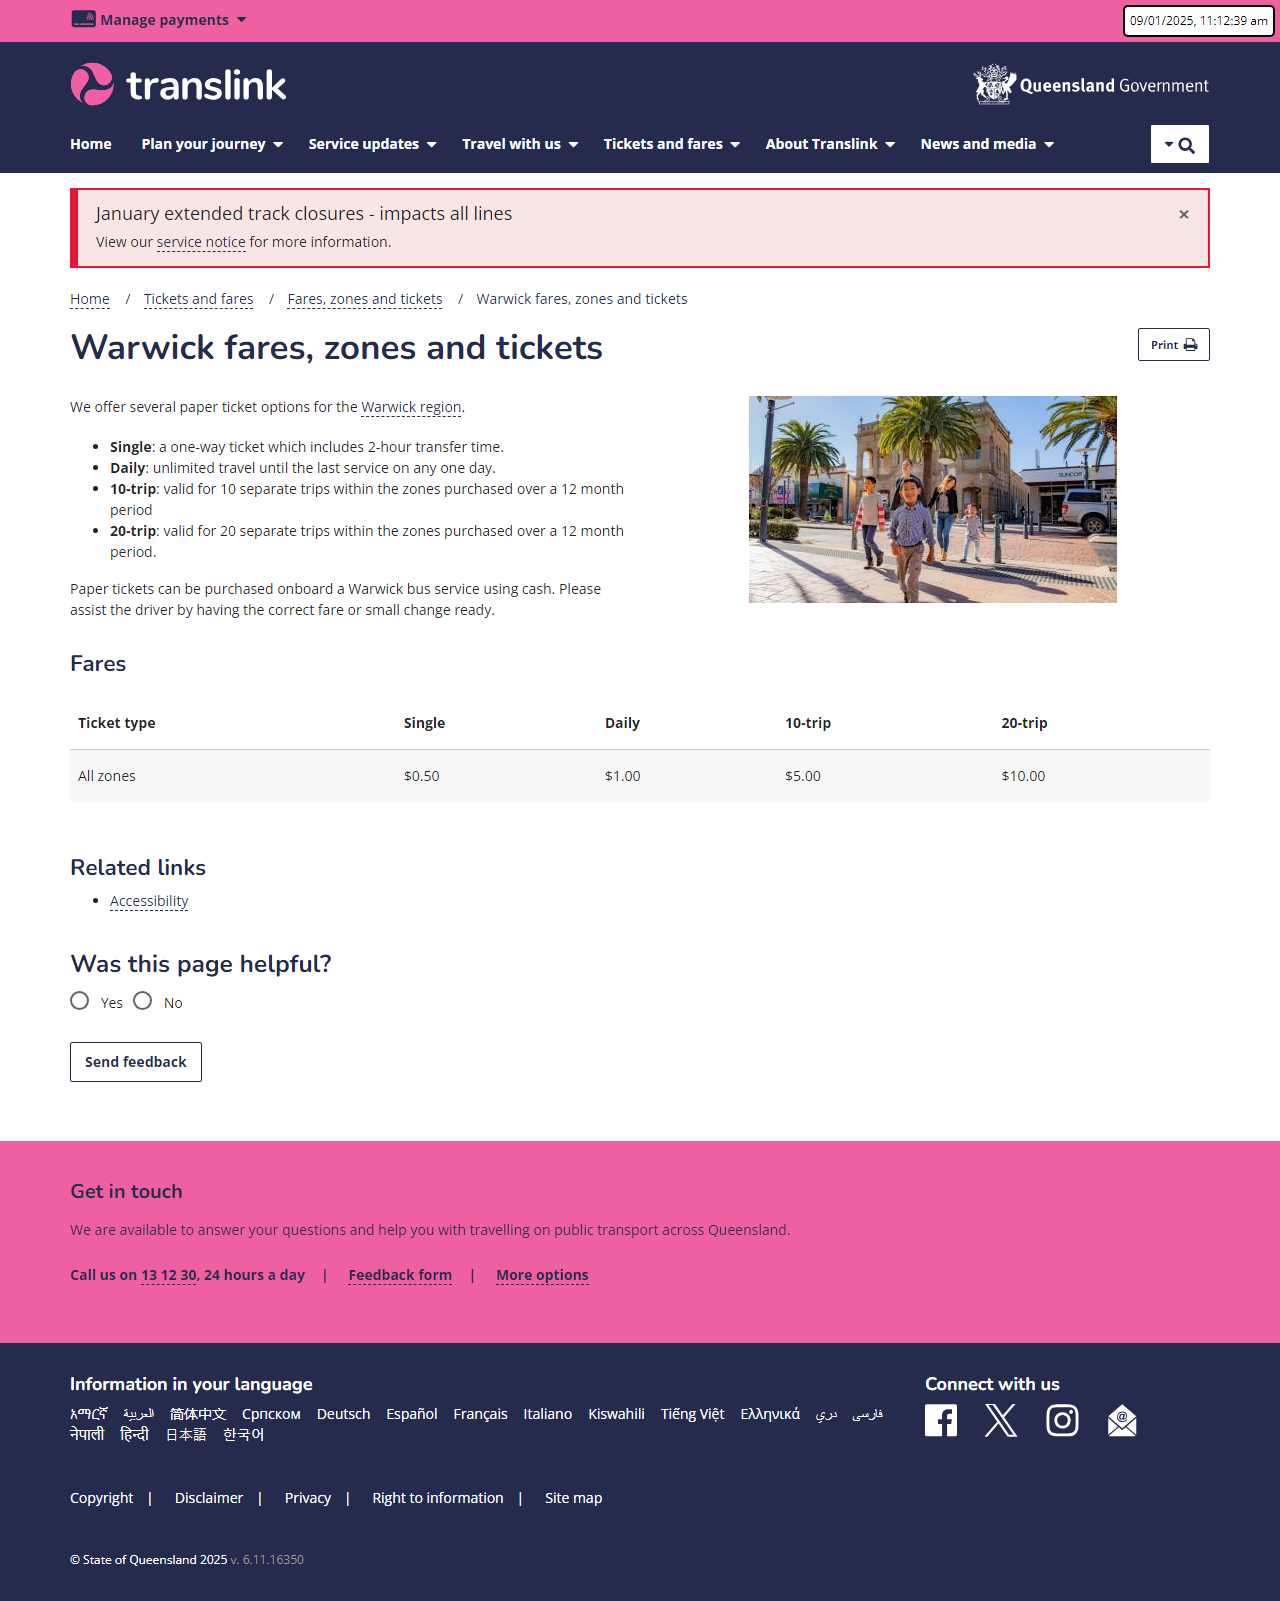 Manage payments
09/01/2025, 11:12:39 am
translink
Queensland Government
Home Plan your journey Service updates Travel with us Tickets and fares About Translink News and media
January extended track closures - impacts all lines ×
View our service notice for more information.
Home / Tickets and fares / Fares, zones and tickets / Warwick fares, zones and tickets
Warwick fares, zones and tickets
Print
We offer several paper ticket options for the Warwick region.
• Single: a one-way ticket which includes 2-hour transfer time.
• Daily: unlimited travel until the last service on any one day.
• 10-trip: valid for 10 separate trips within the zones purchased over a 12 month
period
• 20-trip: valid for 20 separate trips within the zones purchased over a 12 month
period.
SUNCORP
Paper tickets can be purchased onboard a Warwick bus service using cash. Please
assist the driver by having the correct fare or small change ready.
Fares
Ticket type Single Daily 10-trip 20-trip
All zones $0.50 $1.00 $5.00 $10.00
Related links
• Accessibility
Was this page helpful?
Yes No
Send feedback
Get in touch
We are available to answer your questions and help you with travelling on public transport across Queensland.
Call us on 13 12 30, 24 hours a day | Feedback form | More options
Information in your language
አማርኛ العربية 简体中文 Српском Deutsch Español Français Italiano Kiswahili Tiếng Việt Ελληνικά دري فارسی
नेपाली हिन्दी 日本語 한국어
Connect with us
Copyright | Disclaimer | Privacy | Right to information | Site map
© State of Queensland 2025 v. 6.11.16350